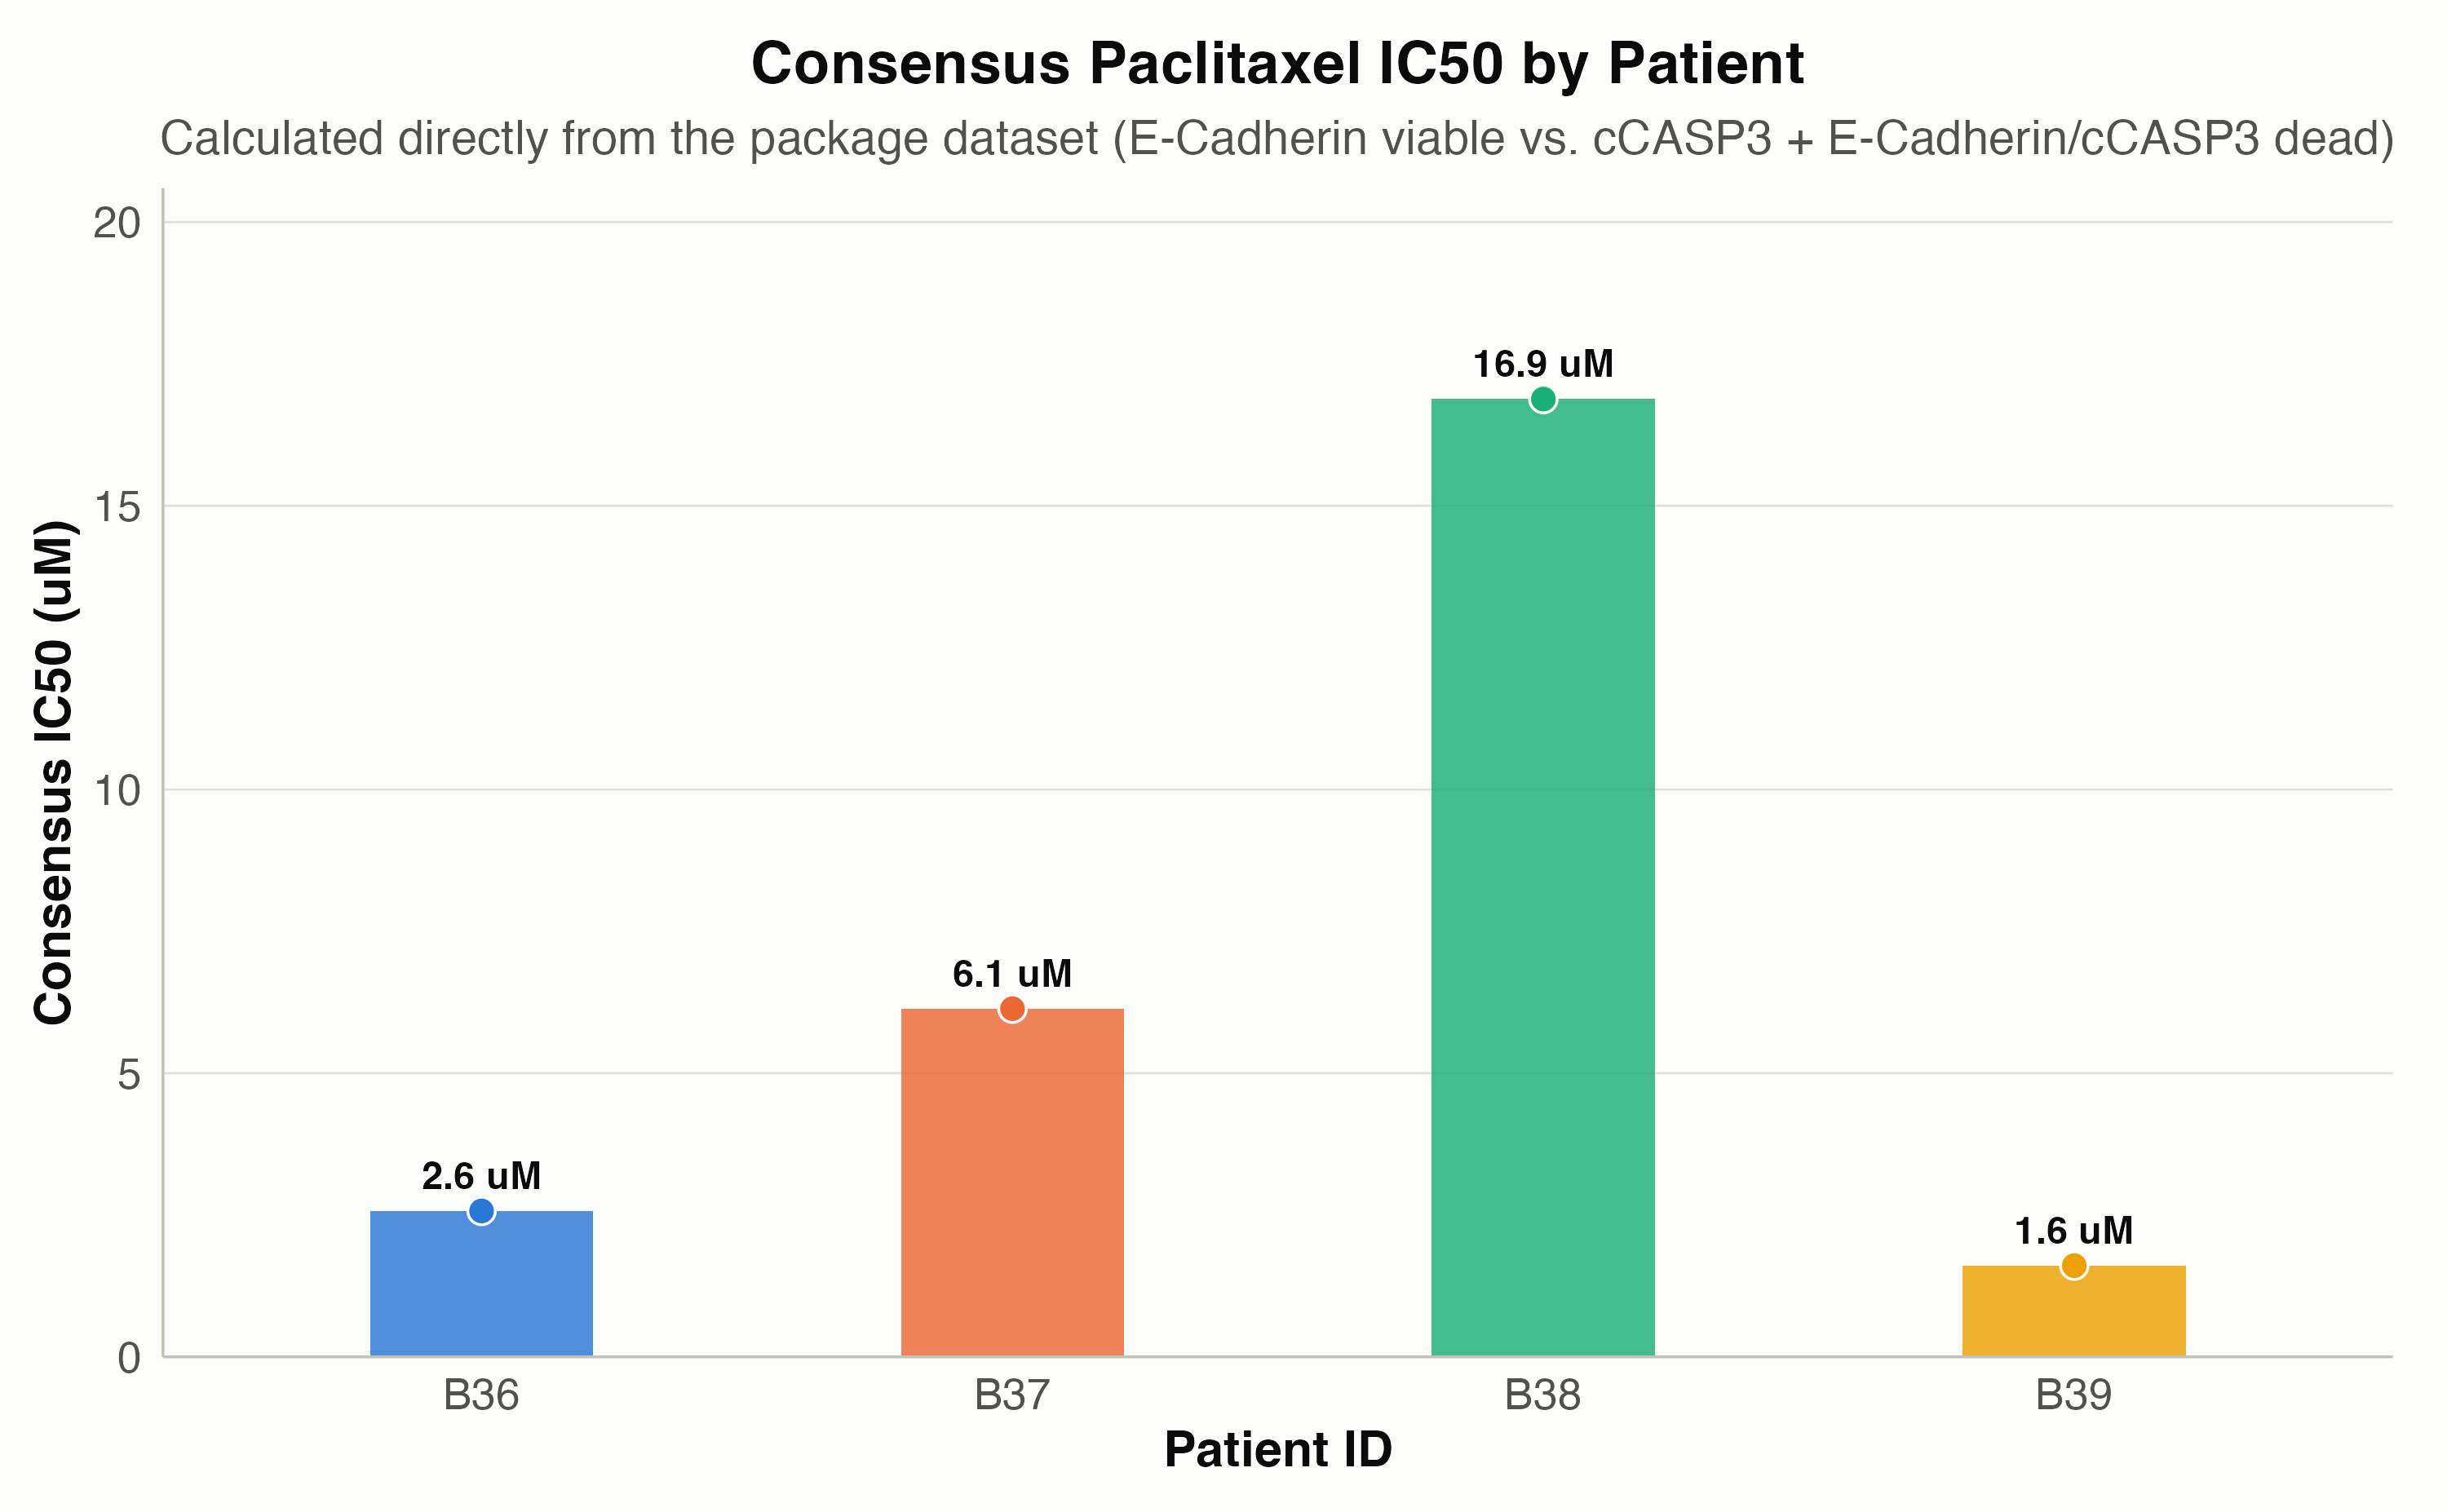 Consensus Paclitaxel IC50 by Patient
Calculated directly from the package dataset (E-Cadherin viable vs. cCASP3 + E-Cadherin/cCASP3 dead)
Consensus IC50 (uM)
20
15
10
5
0
2.6 uM
6.1 uM
16.9 uM
1.6 uM
B36
B37
B38
B39
Patient ID